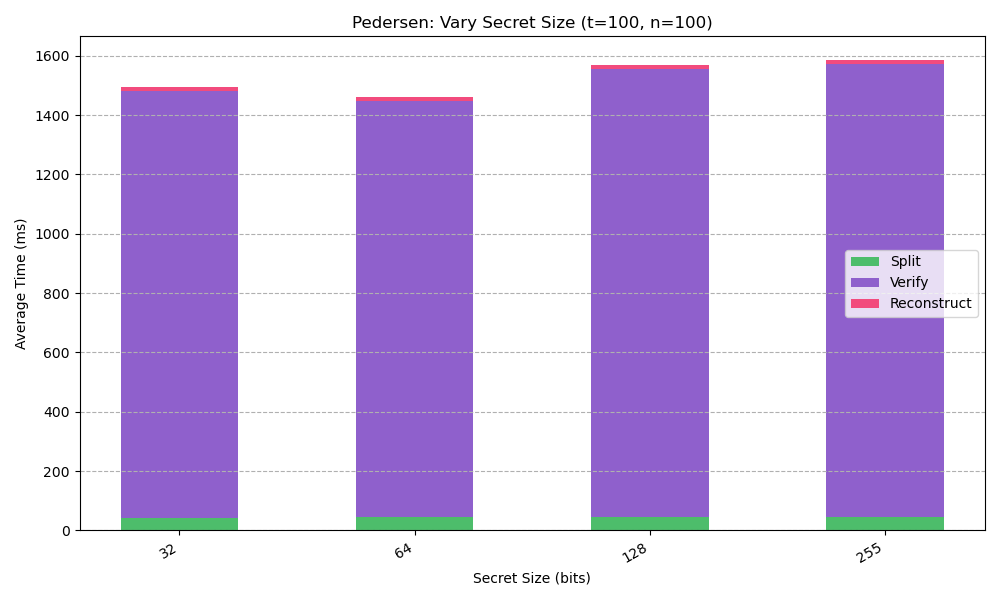 Pedersen: Vary Secret Size (t=100, n=100)
Average Time (ms)
1600
1400
1200
1000
800
600
400
200
0
Split
Verify
Reconstruct
32
64
128
255
Secret Size (bits)